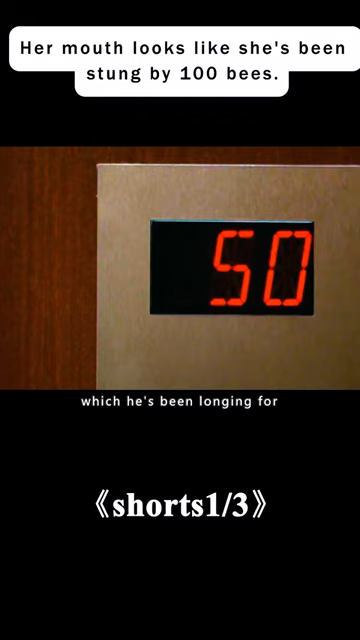 Her mouth looks like she's been
stung by 100 bees.
50
which he's been longing for
《shorts1/3》